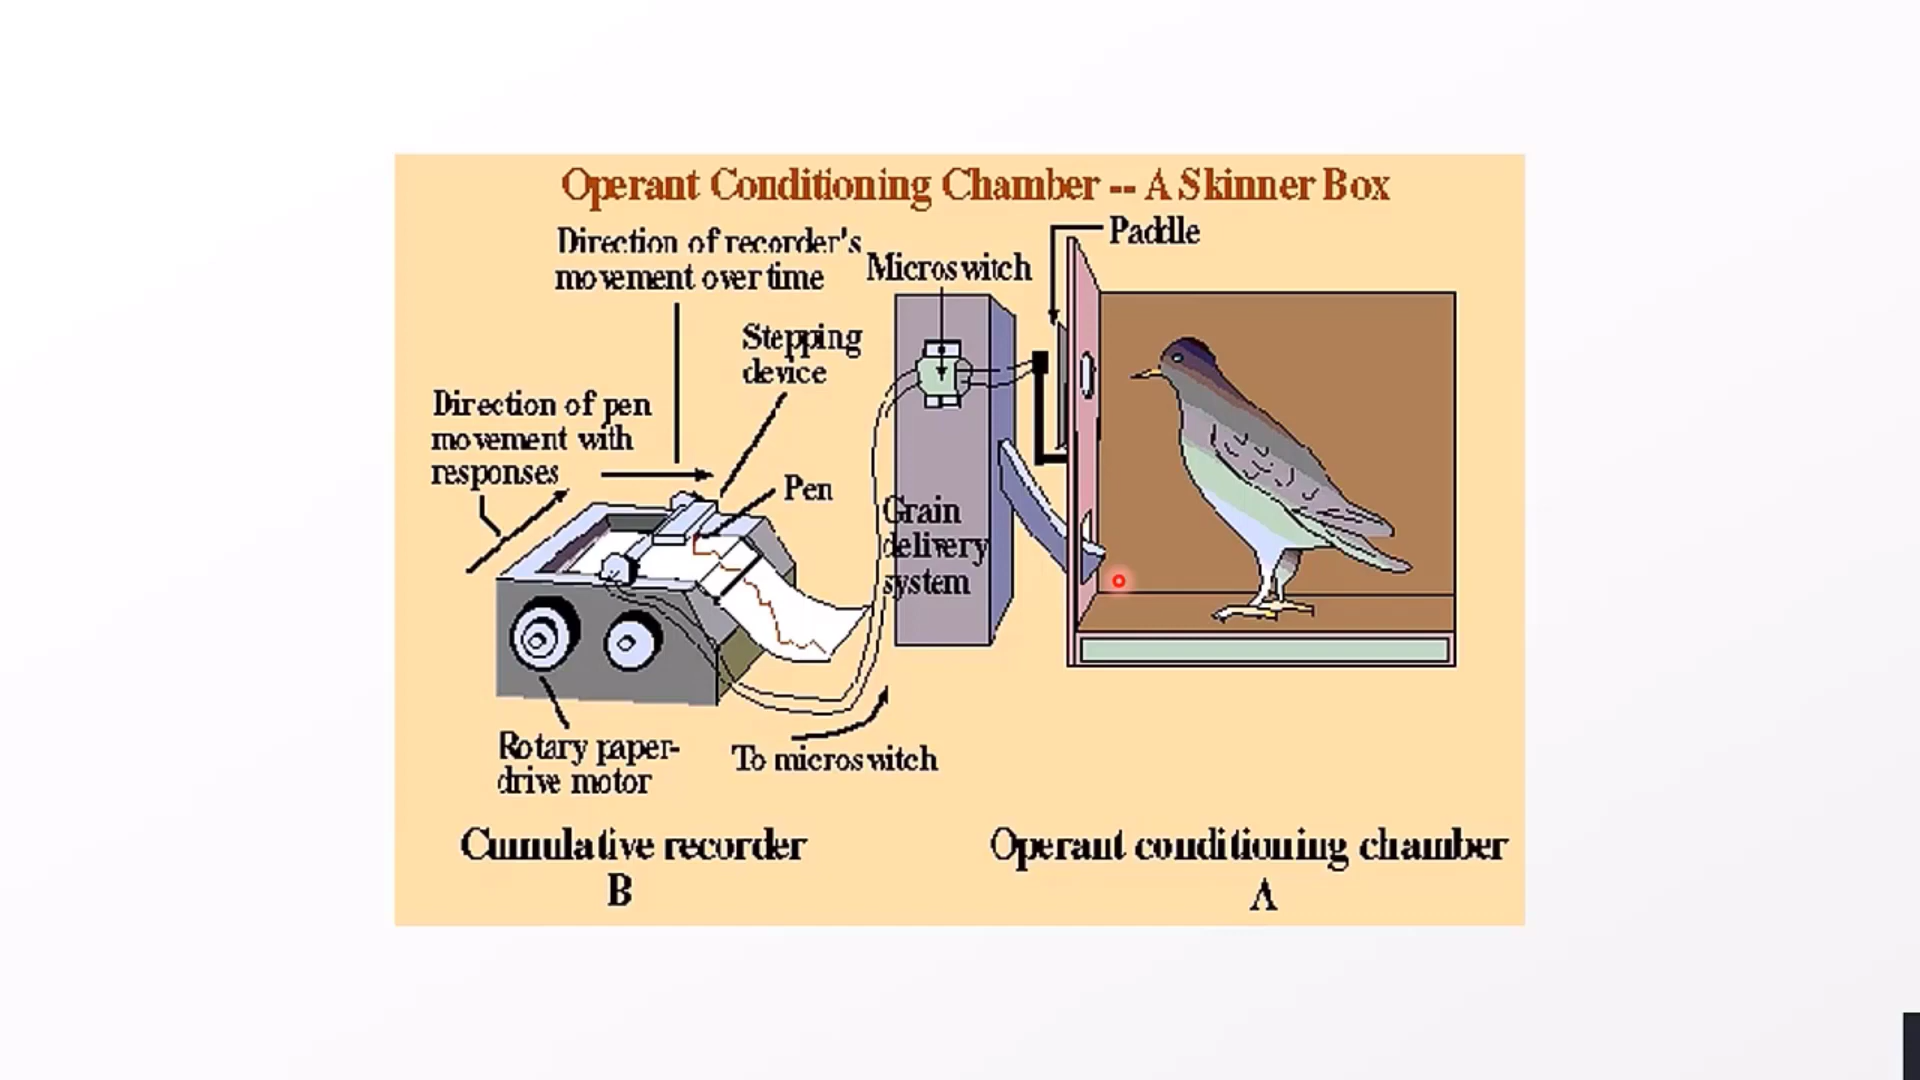 Operant Conditioning Chamber -- A Skinner Box
Direction of recorder's
movement over time
Microswitch
Paddle
Stepping
device
Direction of pen
movement with
responses
Pen
Grain
delivery
system
Rotary paper-
drive motor
To microswitch
Cumulative recorder
B
Operant conditioning chamber
A